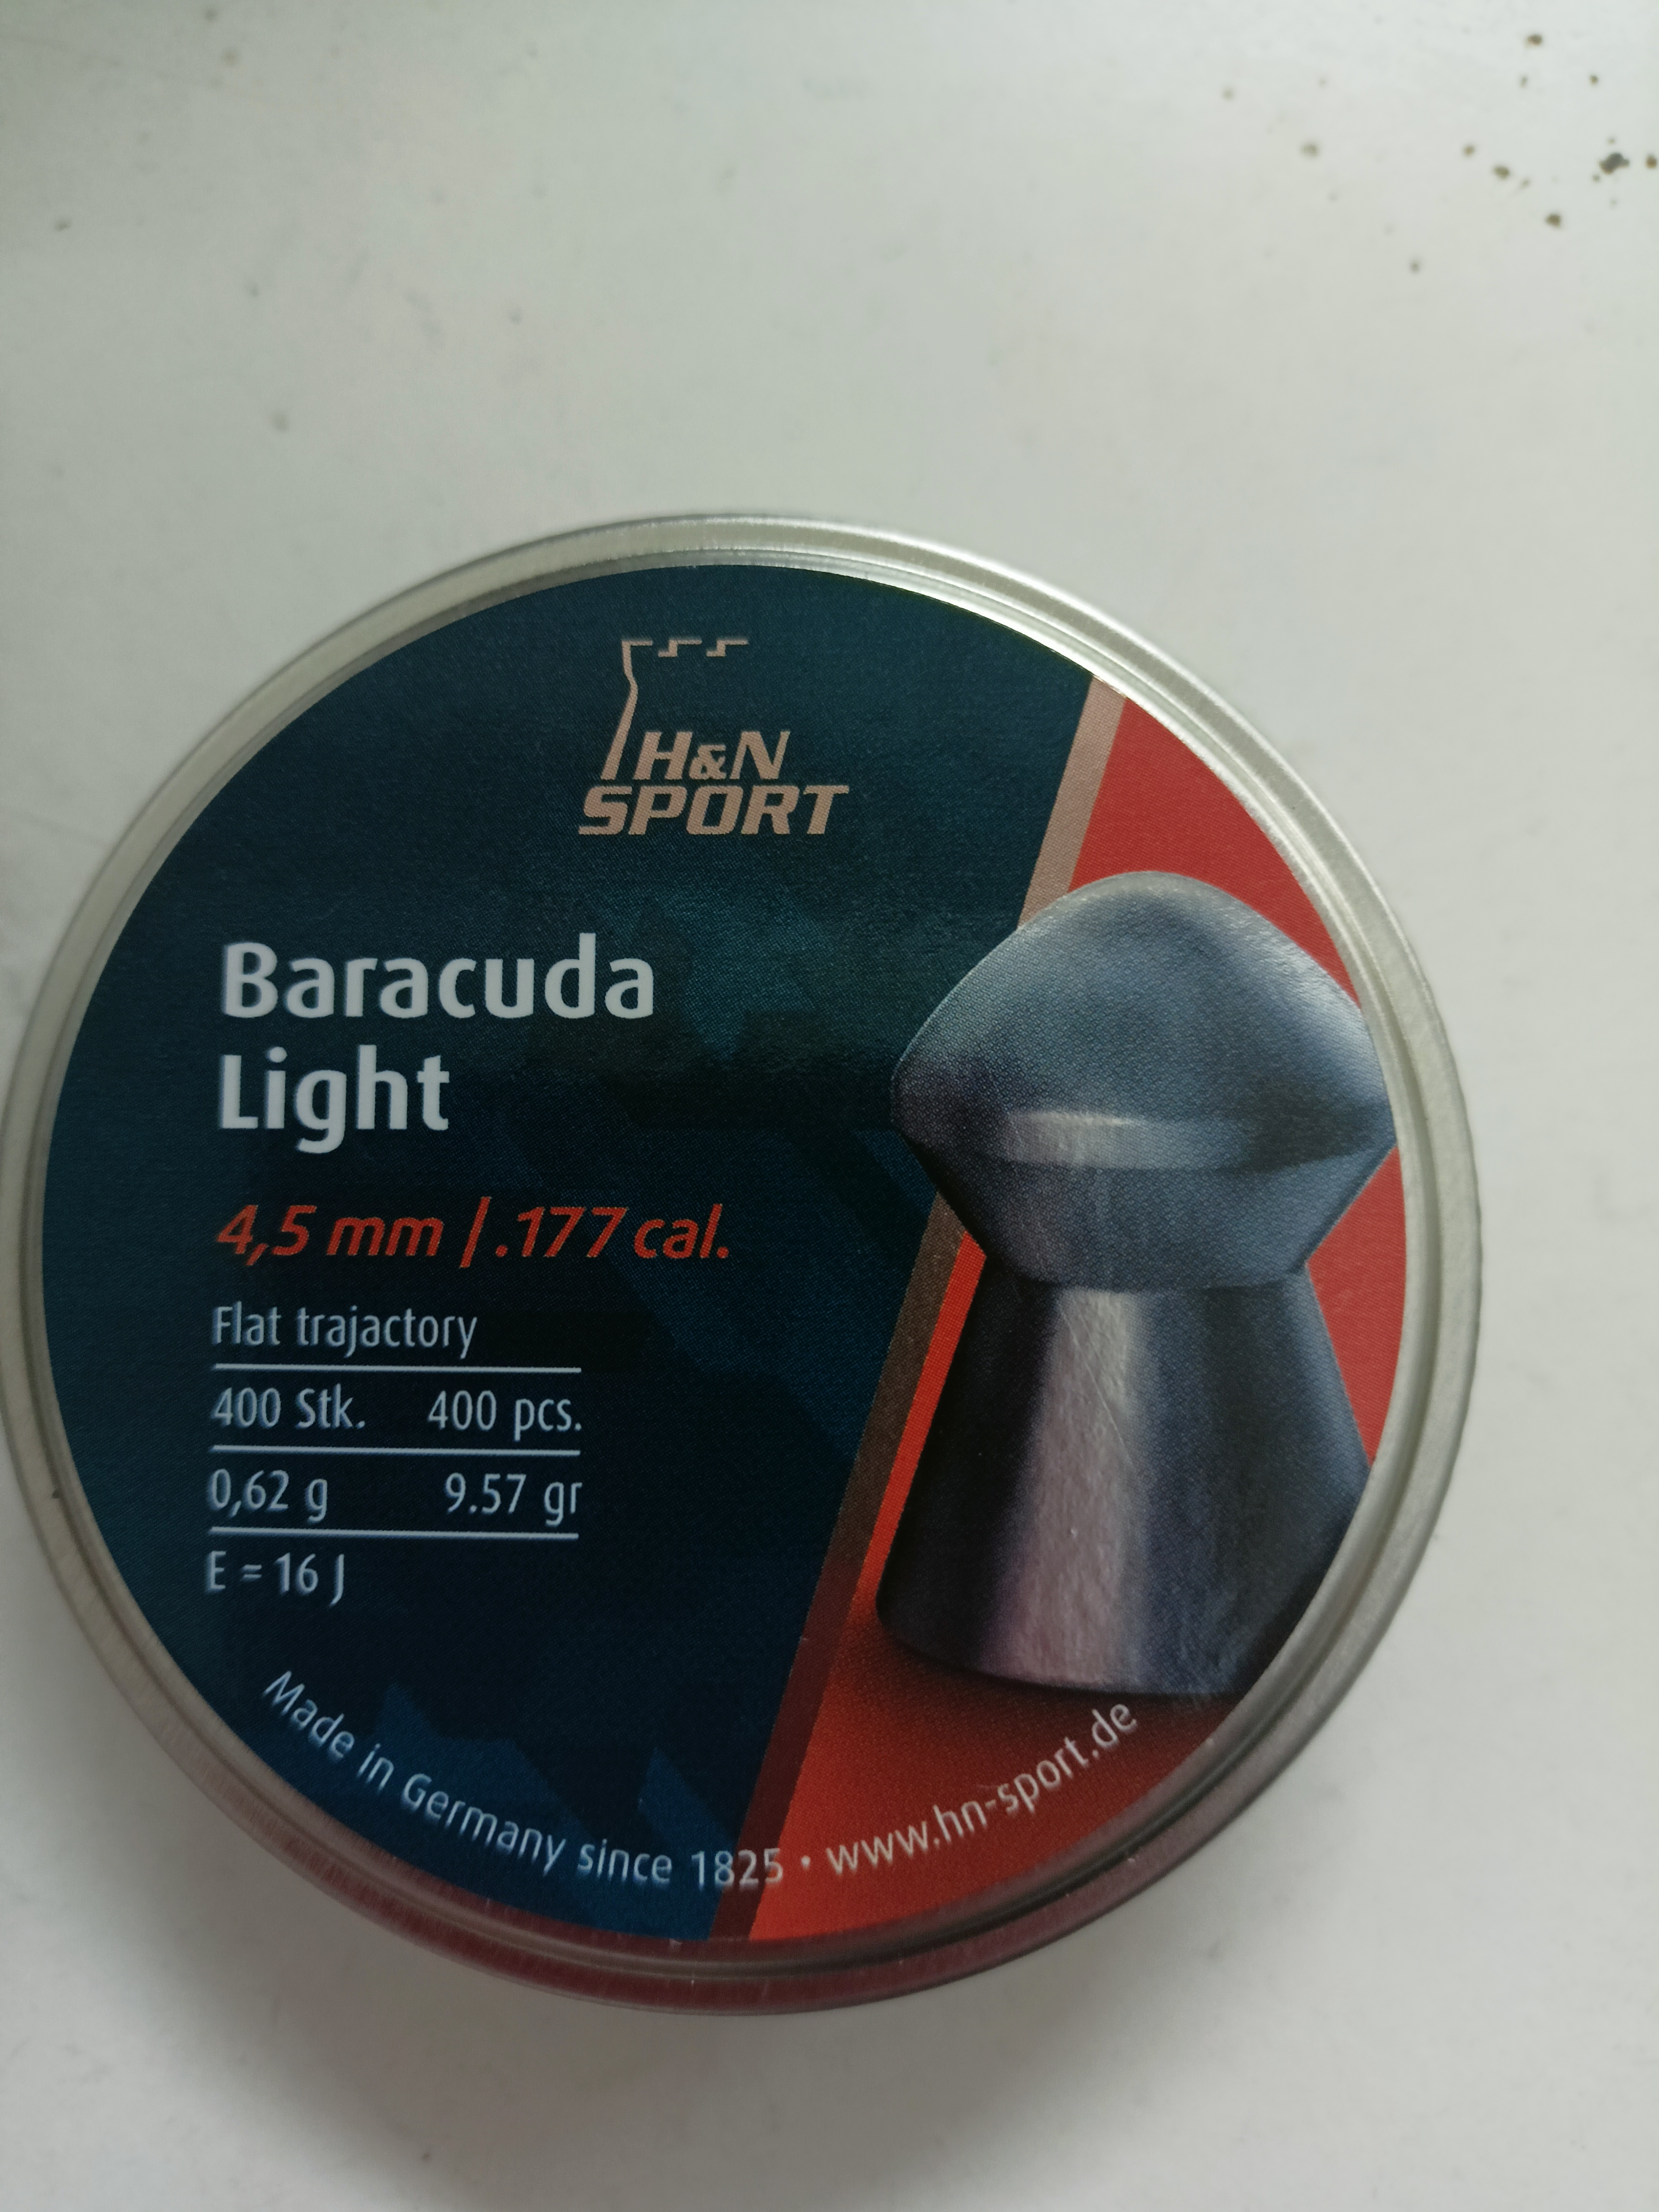 H&N
SPORT
Baracuda
Light
4,5 mm | .177 cal.
Flat trajactory
400 Stk. 400 pcs.
0,62 g 9.57 gr
E = 16 J
Made in Germany since 1825 • www.hn-sport.de